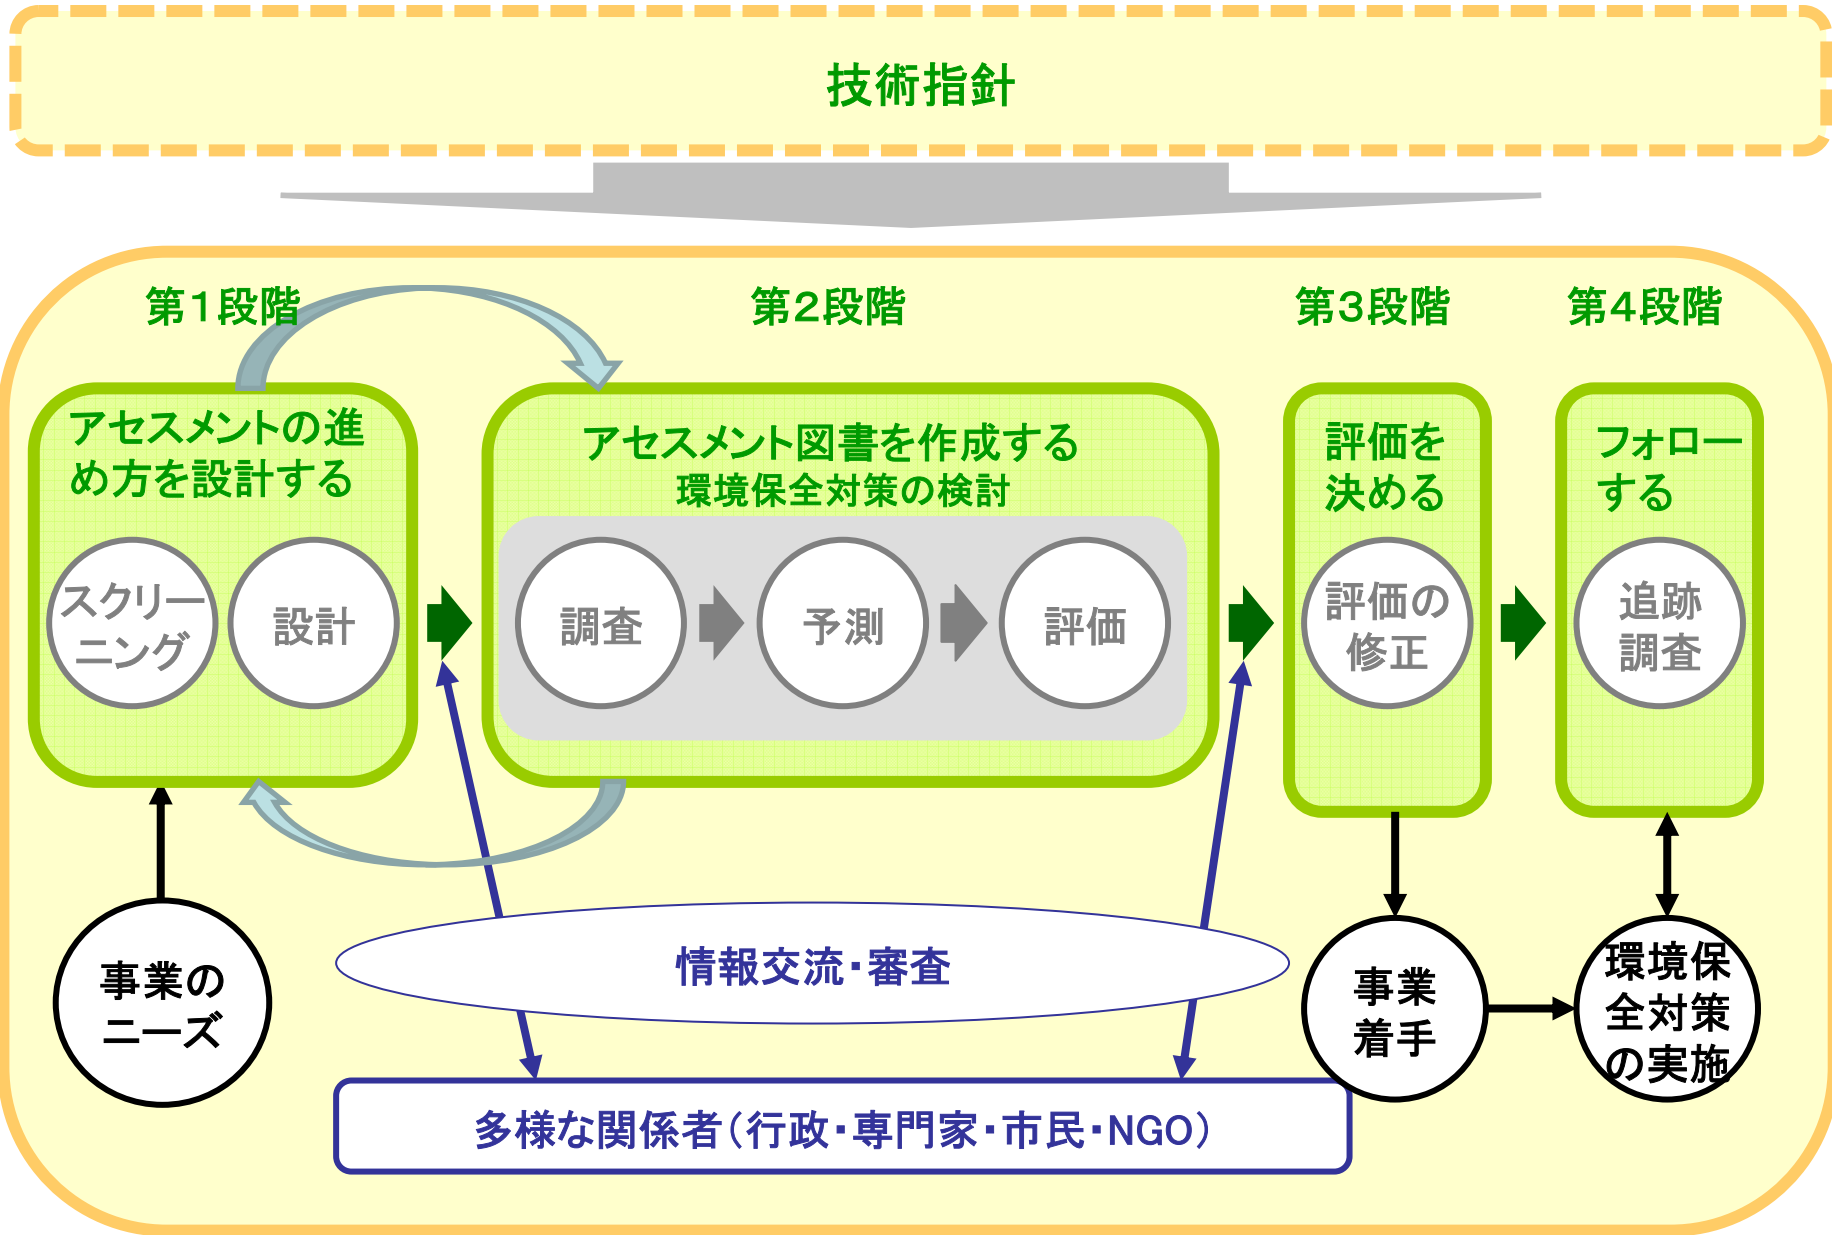 技術指針
第1段階
第2段階
第3段階
第4段階
アセスメントの進
め方を設計する
スクリー
ニング
設計
アセスメント図書を作成する
環境保全対策の検討
調査
予測
評価
評価を
決める
評価の
修正
フォロー
する
追跡
調査
事業の
ニーズ
情報交流・審査
多様な関係者（行政・専門家・市民・NGO）
事業
着手
環境保
全対策
の実施